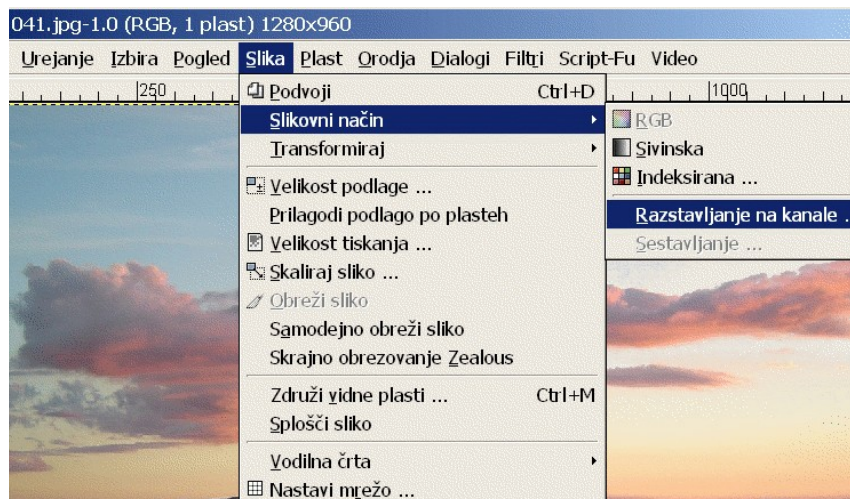 041.jpg-1.0 (RGB, 1 plast) 1280x960
Urejanje Izbira Pogled Slika Plast Orodja Dialogi Filtri Script-Fu Video
250 1000
Podvoji Ctrl+D
Slikovni način
Transformiraj
Velikost podlage ...
Prilagodi podlago po plasteh
Velikost tiskanja ...
Skaliraj sliko ...
Obreži sliko
Samodejno obreži sliko
Skrajno obrezovanje Zealous
Združi vidne plasti ... Ctrl+M
Splošči sliko
Vodilna črta
Nastavi mrežo ...
RGB
Sivinska
Indeksirana ...
Razstavljanje na kanale .
Sestavljanje ...